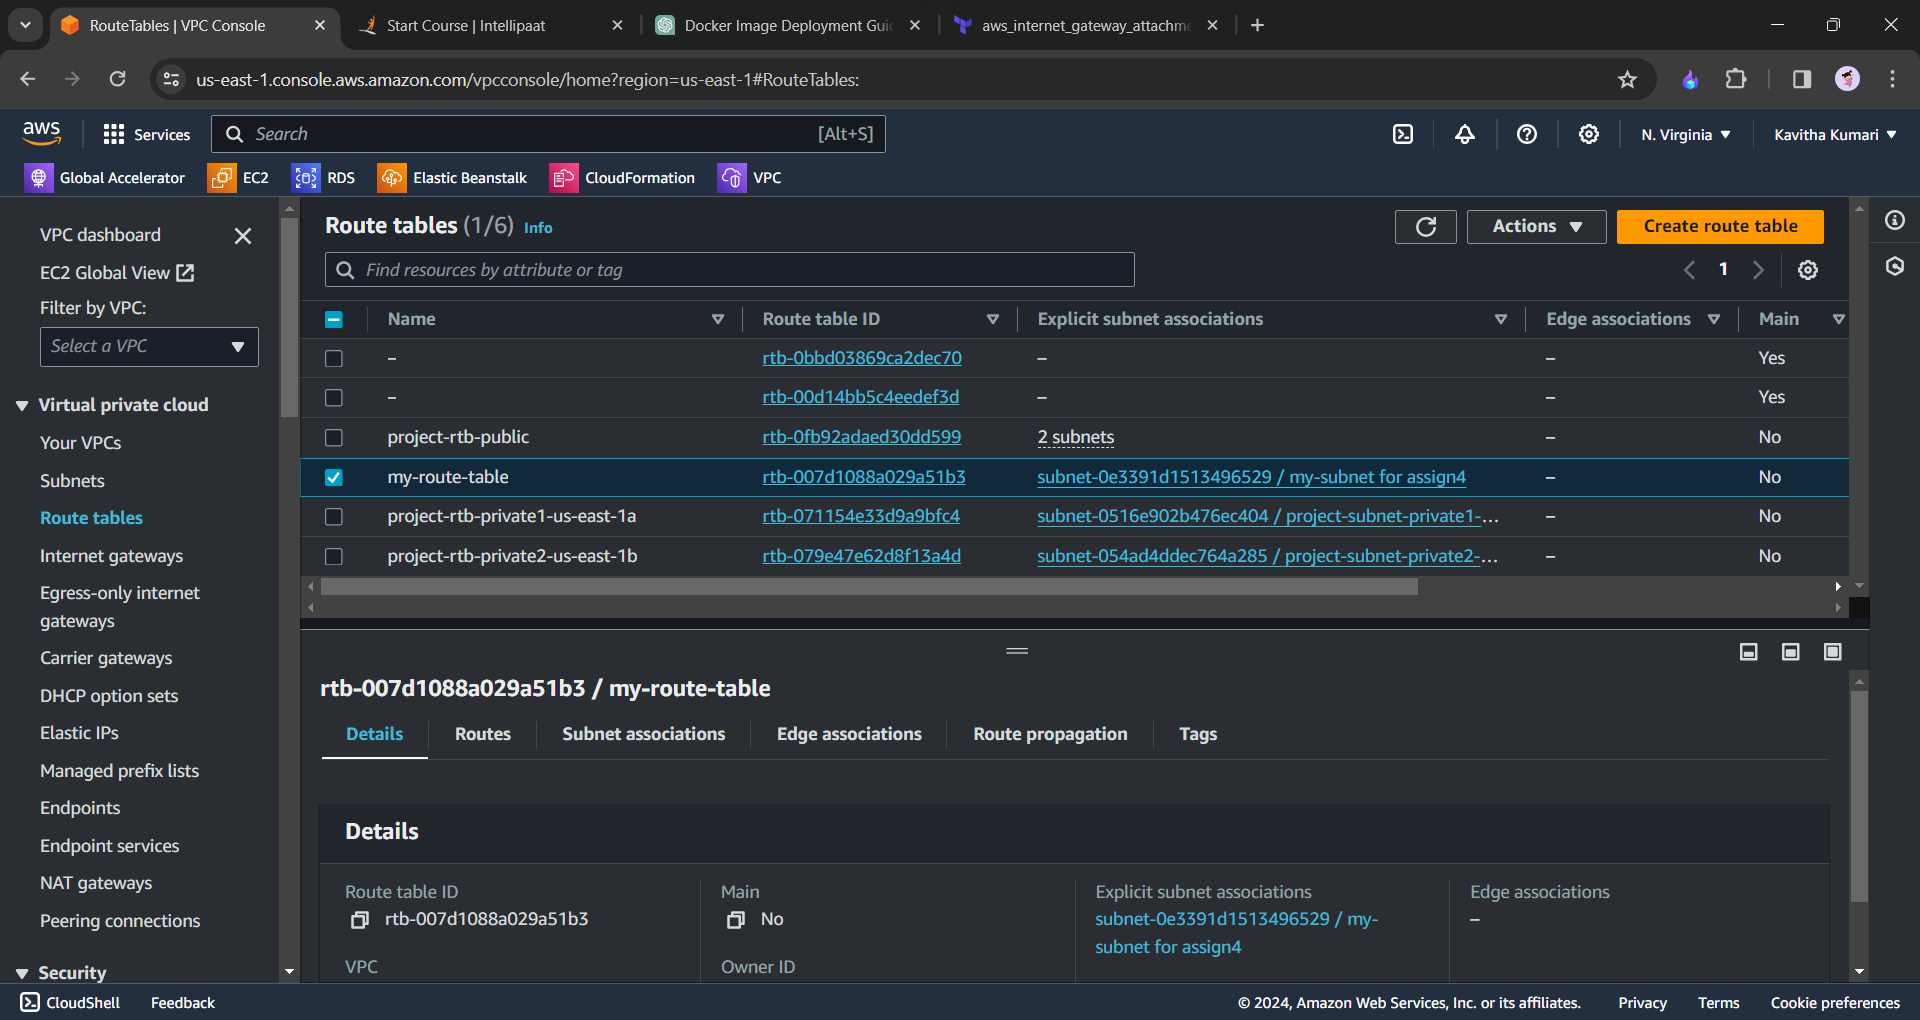 RouteTables | VPC Console
Start Course | Intellipaat
Docker Image Deployment Gui
aws_internet_gateway_attachme
us-east-1.console.aws.amazon.com/vpcconsole/home?region=us-east-1#RouteTables:
aws
Services
Search
[Alt+S]
N. Virginia
Kavitha Kumari
Global Accelerator
EC2
RDS
Elastic Beanstalk
CloudFormation
VPC
VPC dashboard
EC2 Global View
Filter by VPC:
Select a VPC
Virtual private cloud
Your VPCs
Subnets
Route tables
Internet gateways
Egress-only internet
gateways
Carrier gateways
DHCP option sets
Elastic IPs
Managed prefix lists
Endpoints
Endpoint services
NAT gateways
Peering connections
Security
Route tables (1/6) Info
Actions
Create route table
Find resources by attribute or tag
1
Name Route table ID Explicit subnet associations Edge associations Main
– rtb-0bbd03869ca2dec70 – – Yes
– rtb-00d14bb5c4eedef3d – – Yes
project-rtb-public rtb-0fb92adaed30dd599 2 subnets – No
my-route-table rtb-007d1088a029a51b3 subnet-0e3391d1513496529 / my-subnet for assign4 – No
project-rtb-private1-us-east-1a rtb-071154e33d9a9bfc4 subnet-0516e902b476ec404 / project-subnet-private1-... – No
project-rtb-private2-us-east-1b rtb-079e47e62d8f13a4d subnet-054ad4ddec764a285 / project-subnet-private2-... – No
rtb-007d1088a029a51b3 / my-route-table
Details Routes Subnet associations Edge associations Route propagation Tags
Details
Route table ID
rtb-007d1088a029a51b3
VPC
Main
No
Owner ID
Explicit subnet associations
subnet-0e3391d1513496529 / my-
subnet for assign4
Edge associations
–
CloudShell
Feedback
© 2024, Amazon Web Services, Inc. or its affiliates.
Privacy
Terms
Cookie preferences